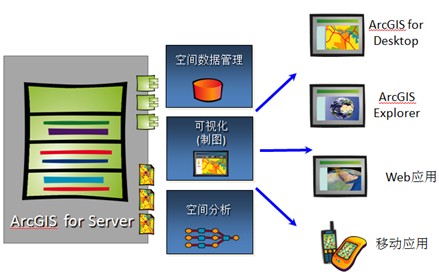 ArcGIS for Server
空间数据管理
可视化
(制图)
空间分析
ArcGIS for
Desktop
ArcGIS
Explorer
Web应用
移动应用